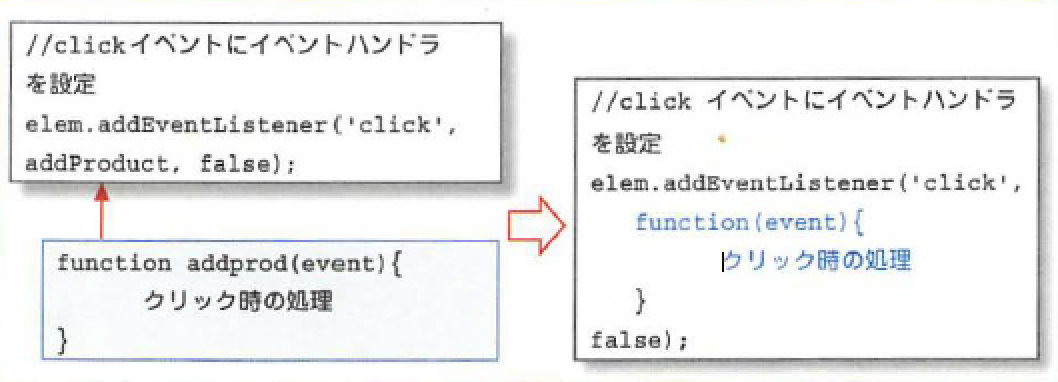 //clickイベントにイベントハンドラ
を設定
elem.addEventListener('click',
addProduct, false);
function addprod(event){
クリック時の処理
}
//click イベントにイベントハンドラ
を設定
elem.addEventListener('click',
function(event){
クリック時の処理
}
false);